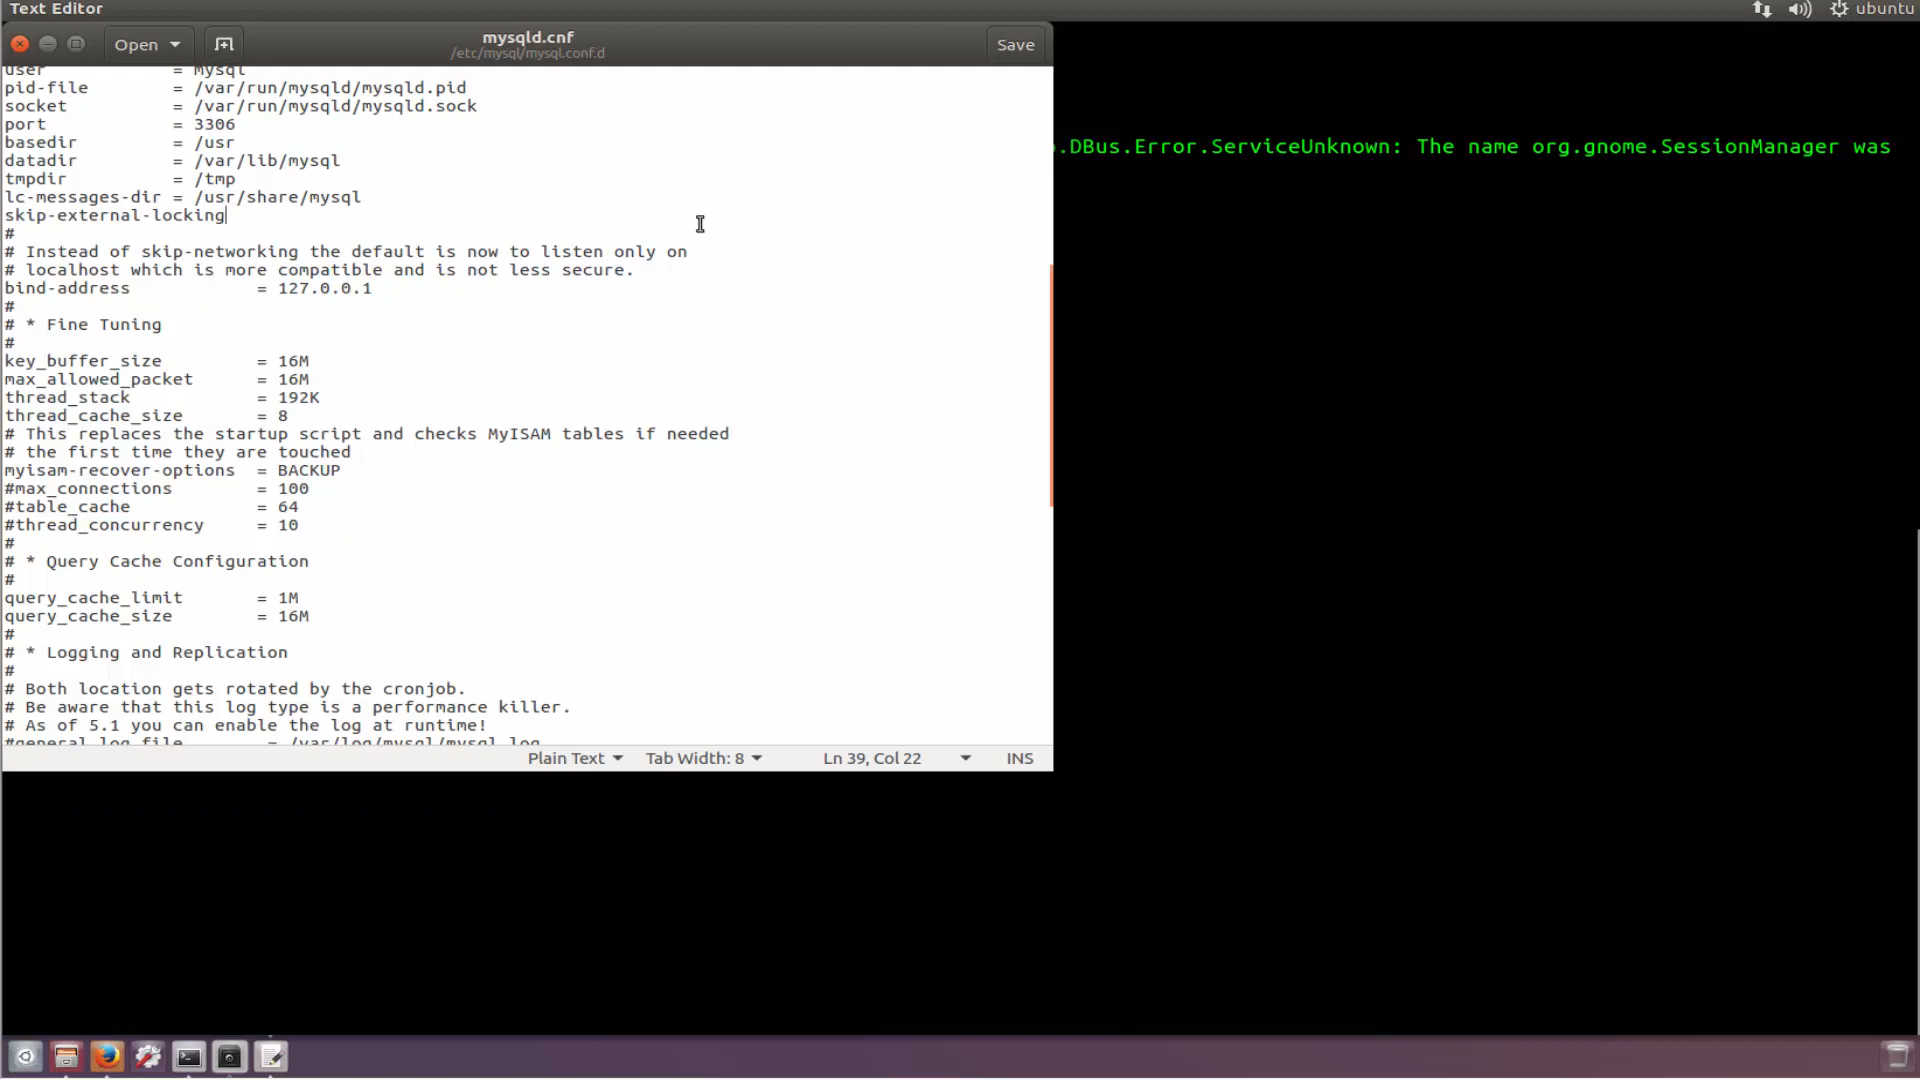 Text Editor
ubuntu
Open
mysqld.cnf
/etc/mysql/mysql.conf.d
Save
user            = mysql
pid-file        = /var/run/mysqld/mysqld.pid
socket          = /var/run/mysqld/mysqld.sock
port            = 3306
basedir         = /usr
datadir         = /var/lib/mysql
tmpdir          = /tmp
lc-messages-dir = /usr/share/mysql
skip-external-locking
#
# Instead of skip-networking the default is now to listen only on
# localhost which is more compatible and is not less secure.
bind-address            = 127.0.0.1
#
# * Fine Tuning
#
key_buffer_size         = 16M
max_allowed_packet      = 16M
thread_stack            = 192K
thread_cache_size       = 8
# This replaces the startup script and checks MyISAM tables if needed
# the first time they are touched
myisam-recover-options  = BACKUP
#max_connections        = 100
#table_cache            = 64
#thread_concurrency     = 10
#
# * Query Cache Configuration
#
query_cache_limit       = 1M
query_cache_size        = 16M
#
# * Logging and Replication
#
# Both location gets rotated by the cronjob.
# Be aware that this log type is a performance killer.
# As of 5.1 you can enable the log at runtime!
#general_log_file        = /var/log/mysql/mysql.log
Plain Text
Tab Width: 8
Ln 39, Col 22
INS
.DBus.Error.ServiceUnknown: The name org.gnome.SessionManager was